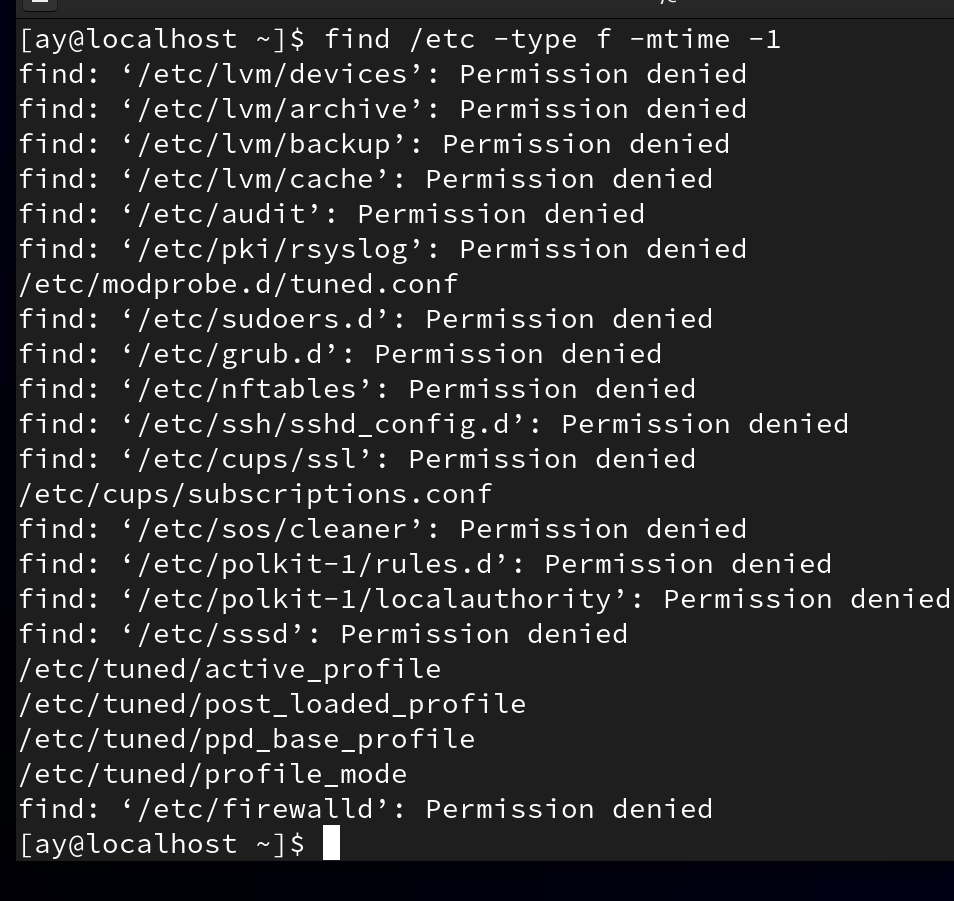 [ay@localhost ~]$ find /etc -type f -mtime -1
find: ‘/etc/lvm/devices’: Permission denied
find: ‘/etc/lvm/archive’: Permission denied
find: ‘/etc/lvm/backup’: Permission denied
find: ‘/etc/lvm/cache’: Permission denied
find: ‘/etc/audit’: Permission denied
find: ‘/etc/pki/rsyslog’: Permission denied
/etc/modprobe.d/tuned.conf
find: ‘/etc/sudoers.d’: Permission denied
find: ‘/etc/grub.d’: Permission denied
find: ‘/etc/nftables’: Permission denied
find: ‘/etc/ssh/sshd_config.d’: Permission denied
find: ‘/etc/cups/ssl’: Permission denied
/etc/cups/subscriptions.conf
find: ‘/etc/sos/cleaner’: Permission denied
find: ‘/etc/polkit-1/rules.d’: Permission denied
find: ‘/etc/polkit-1/localauthority’: Permission denied
find: ‘/etc/sssd’: Permission denied
/etc/tuned/active_profile
/etc/tuned/post_loaded_profile
/etc/tuned/ppd_base_profile
/etc/tuned/profile_mode
find: ‘/etc/firewalld’: Permission denied
[ay@localhost ~]$